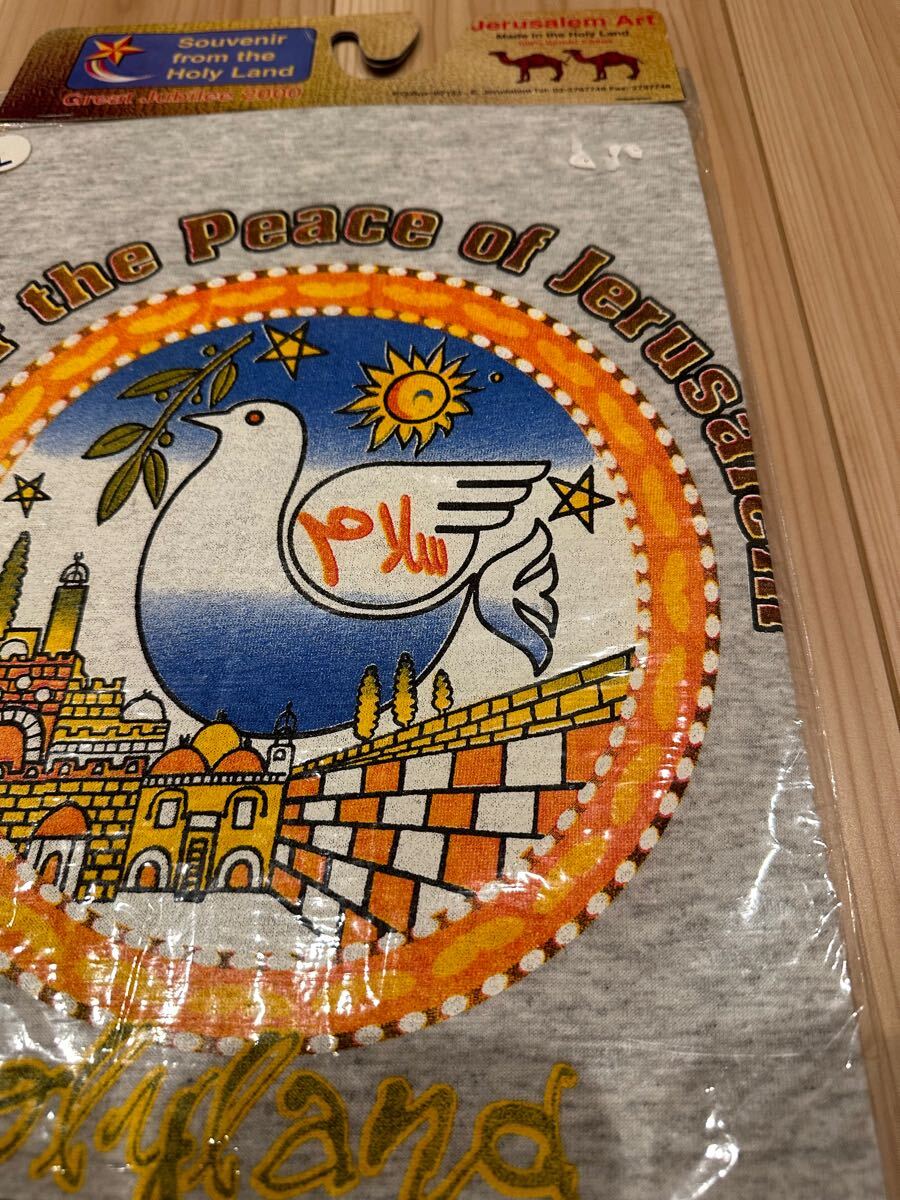 Souvenir
from the
Holy Land
Great Jubilee 2000
Jerusalem Art
Made in the Holy Land
L
the Peace of Jerusalem
سلام
olyland